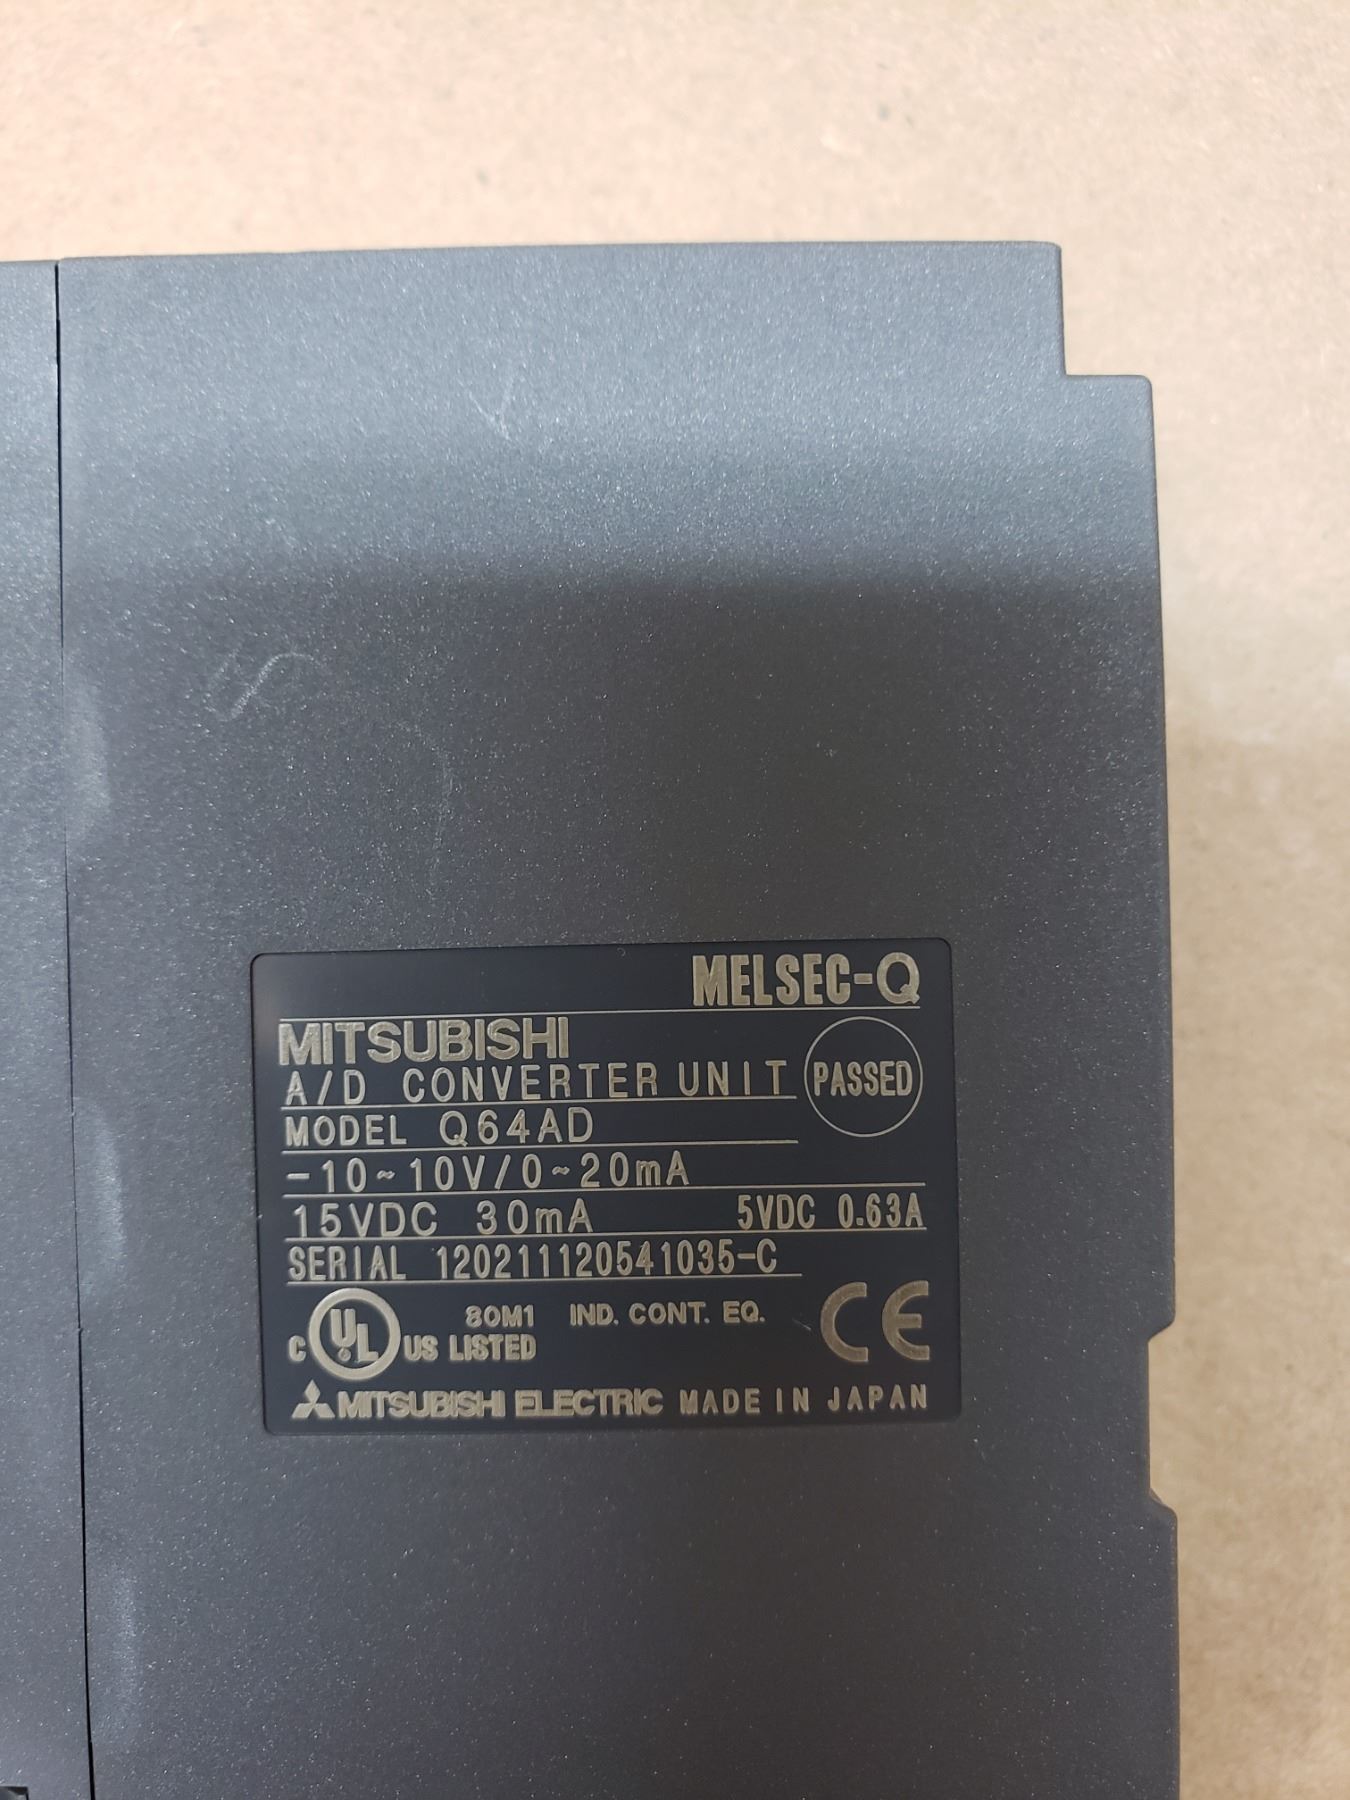 MELSEC-Q
MITSUBISHI
A/D CONVERTER UNIT
PASSED
MODEL Q64AD
-10~10V/0~20mA
15VDC 30mA 5VDC 0.63A
SERIAL 120211120541035-C
80M1 IND. CONT. EQ.
C UL US LISTED
CE
MITSUBISHI ELECTRIC MADE IN JAPAN